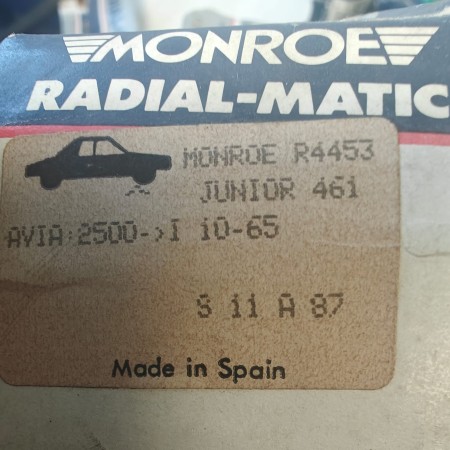 MONROE
RADIAL-MATIC
MONROE R4453
JUNIOR 461
AVIA:2500->I 10-65
S 11 A 87
Made in Spain